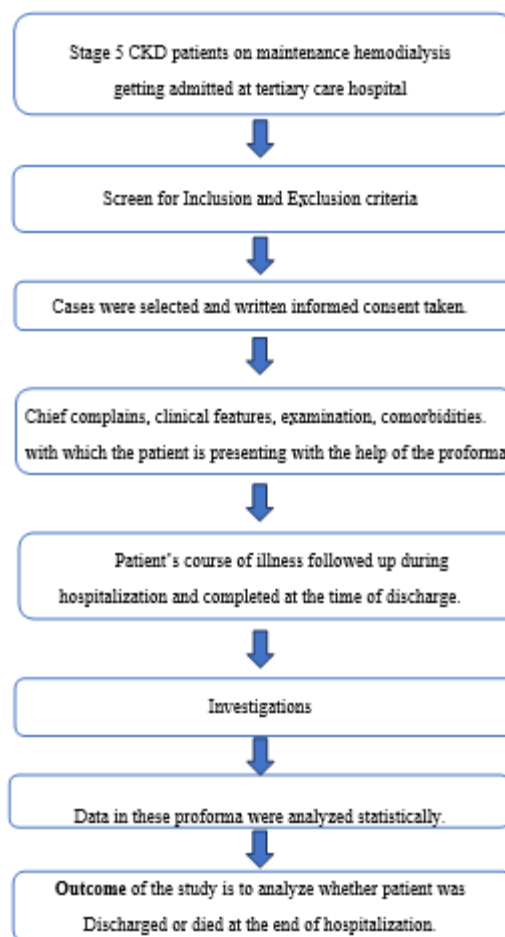 Stage 5 CKD patients on maintenance hemodialysis
getting admitted at tertiary care hospital
Screen for Inclusion and Exclusion criteria
Cases were selected and written informed consent taken.
Chief complains, clinical features, examination, comorbidities.
with which the patient is presenting with the help of the proforma
Patient's course of illness followed up during
hospitalization and completed at the time of discharge.
Investigations
Data in these proforma were analyzed statistically.
Outcome of the study is to analyze whether patient was
Discharged or died at the end of hospitalization.